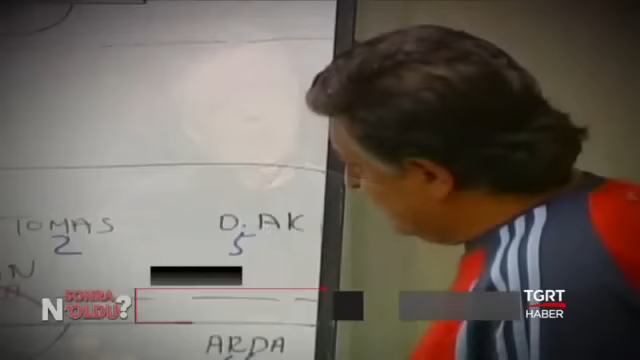 TOMAS D. AK
2 5
N
N SONRA
OLDU?
TGRT
HABER
ARDA